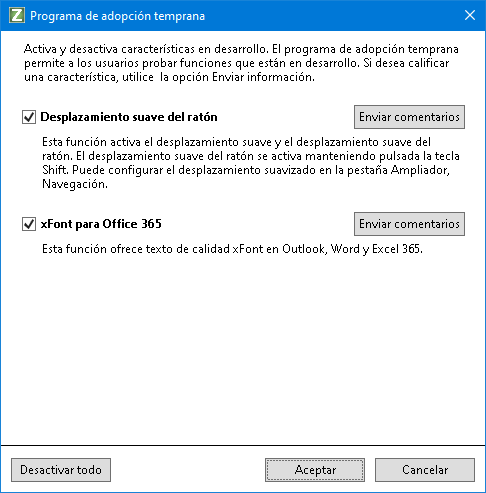 Programa de adopción temprana
Activa y desactiva características en desarrollo. El programa de adopción temprana
permite a los usuarios probar funciones que están en desarrollo. Si desea calificar
una característica, utilice  la opción Enviar información.
Desplazamiento suave del ratón
Enviar comentarios
Esta función activa el desplazamiento suave y el desplazamiento suave del
ratón. El desplazamiento suave del ratón se activa manteniendo pulsada la tecla
Shift. Puede configurar el desplazamiento suavizado en la pestaña Ampliador,
Navegación.
xFont para Office 365
Enviar comentarios
Esta función ofrece texto de calidad xFont en Outlook, Word y Excel 365.
Desactivar todo
Aceptar
Cancelar